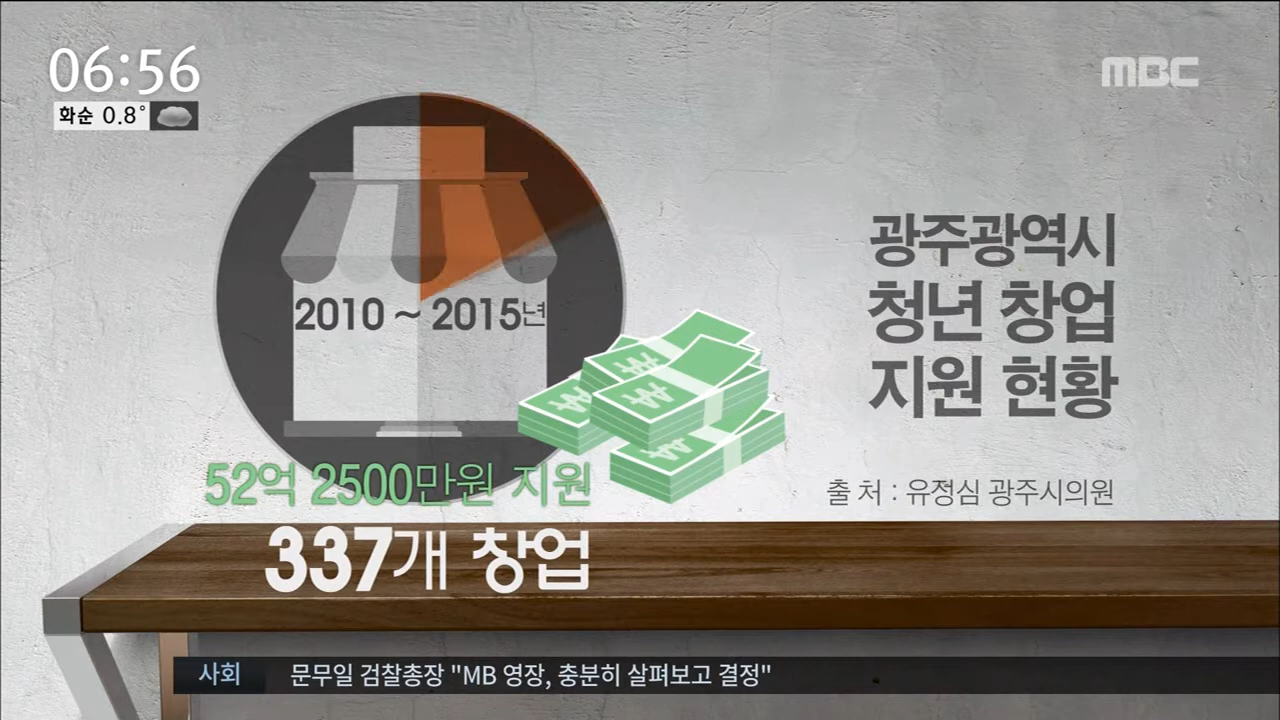 06:56
화순 0.8°
MBC
2010 ~ 2015년
52억 2500만원 지원
337개 창업
광주광역시
청년 창업
지원 현황
출 처 : 유정심 광주시의원
사회 문무일 검찰총장 "MB 영장, 충분히 살펴보고 결정"